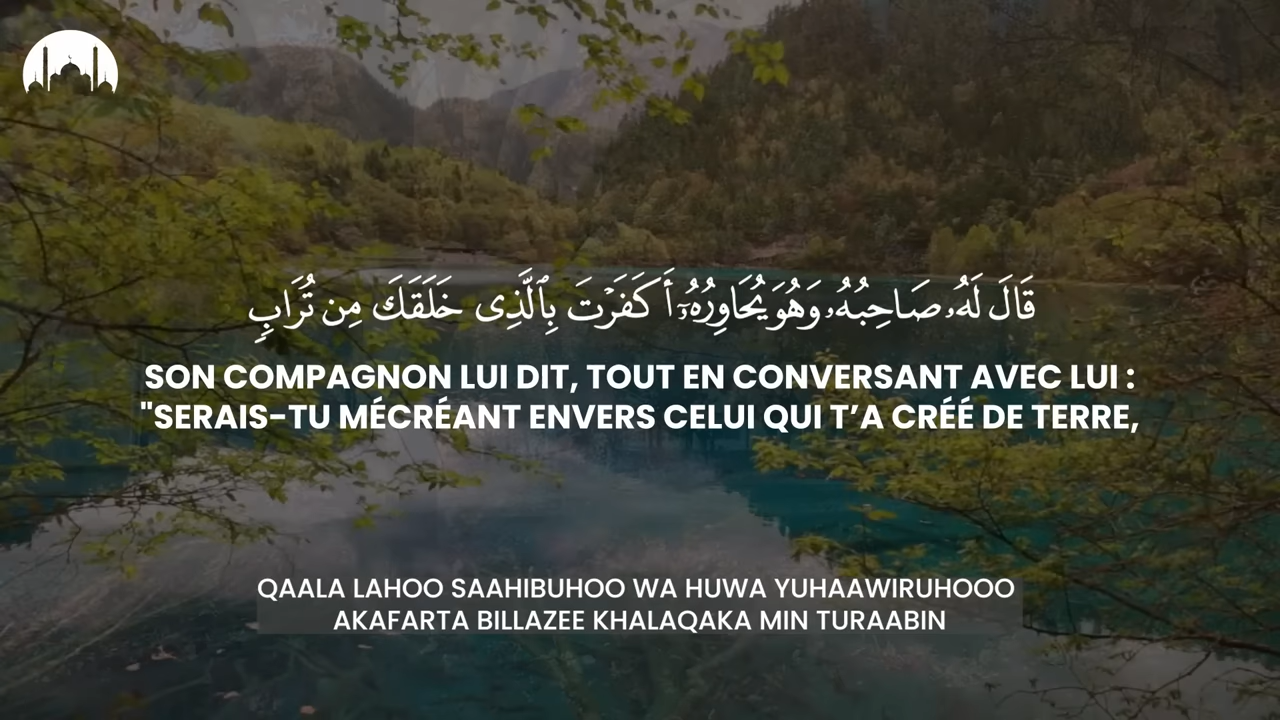 قَالَ لَهُۥ صَاحِبُهُۥ وَهُوَ يُحَاوِرُهُۥٓ أَكَفَرْتَ بِٱلَّذِى خَلَقَكَ مِن تُرَابٍ
SON COMPAGNON LUI DIT, TOUT EN CONVERSANT AVEC LUI :
"SERAIS-TU MÉCRÉANT ENVERS CELUI QUI T’A CRÉÉ DE TERRE,
QAALA LAHOO SAAHIBUHOO WA HUWA YUHAAWIRUHOOO
AKAFARTA BILLAZEE KHALAQAKA MIN TURAABIN